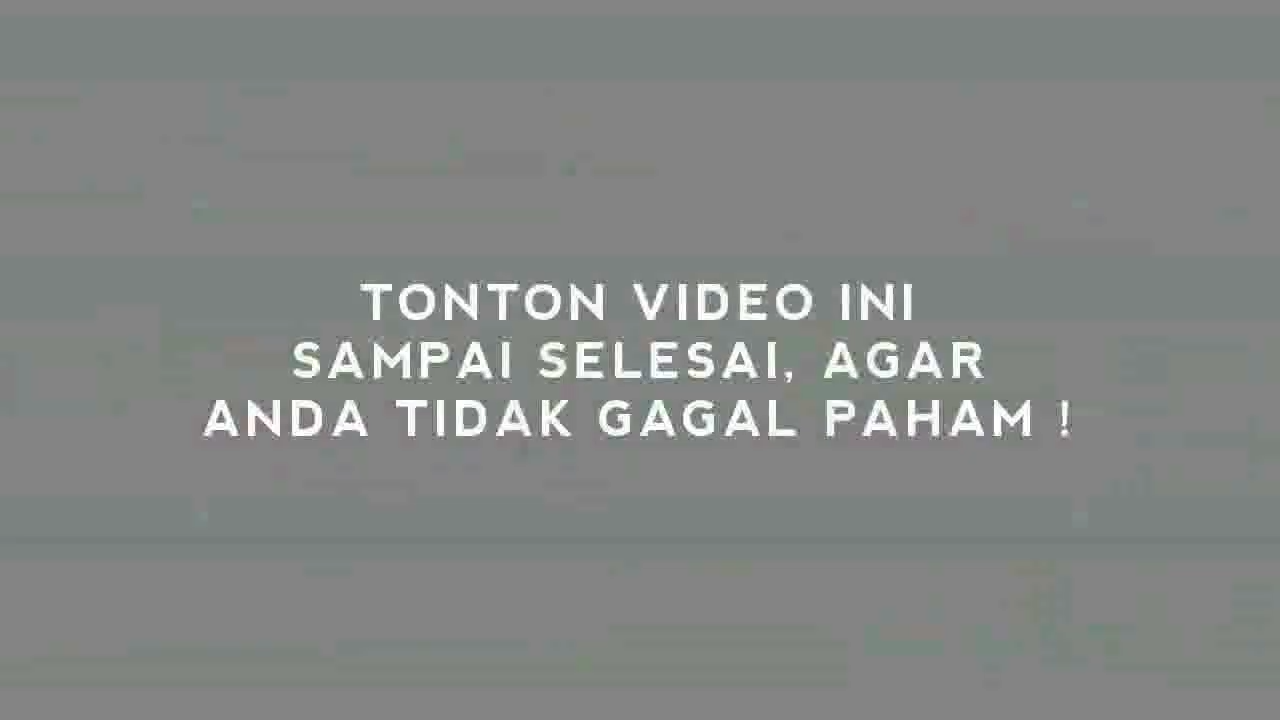 TONTON VIDEO INI
SAMPAI SELESAI, AGAR
ANDA TIDAK GAGAL PAHAM !